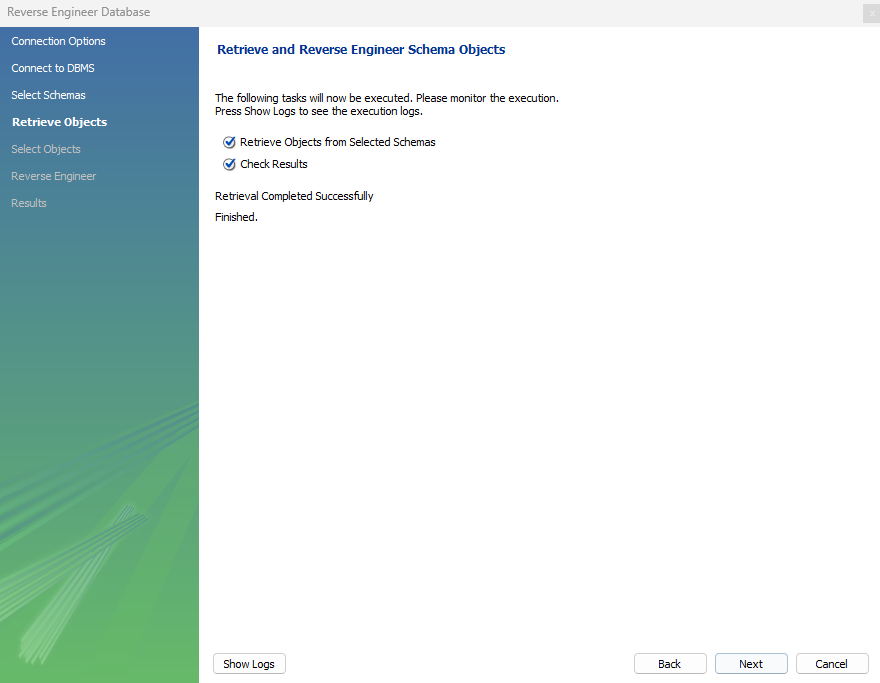 Reverse Engineer Database
x
Connection Options
Connect to DBMS
Select Schemas
Retrieve Objects
Select Objects
Reverse Engineer
Results
Retrieve and Reverse Engineer Schema Objects
The following tasks will now be executed. Please monitor the execution.
Press Show Logs to see the execution logs.
Retrieve Objects from Selected Schemas
Check Results
Retrieval Completed Successfully
Finished.
Show Logs
Back
Next
Cancel